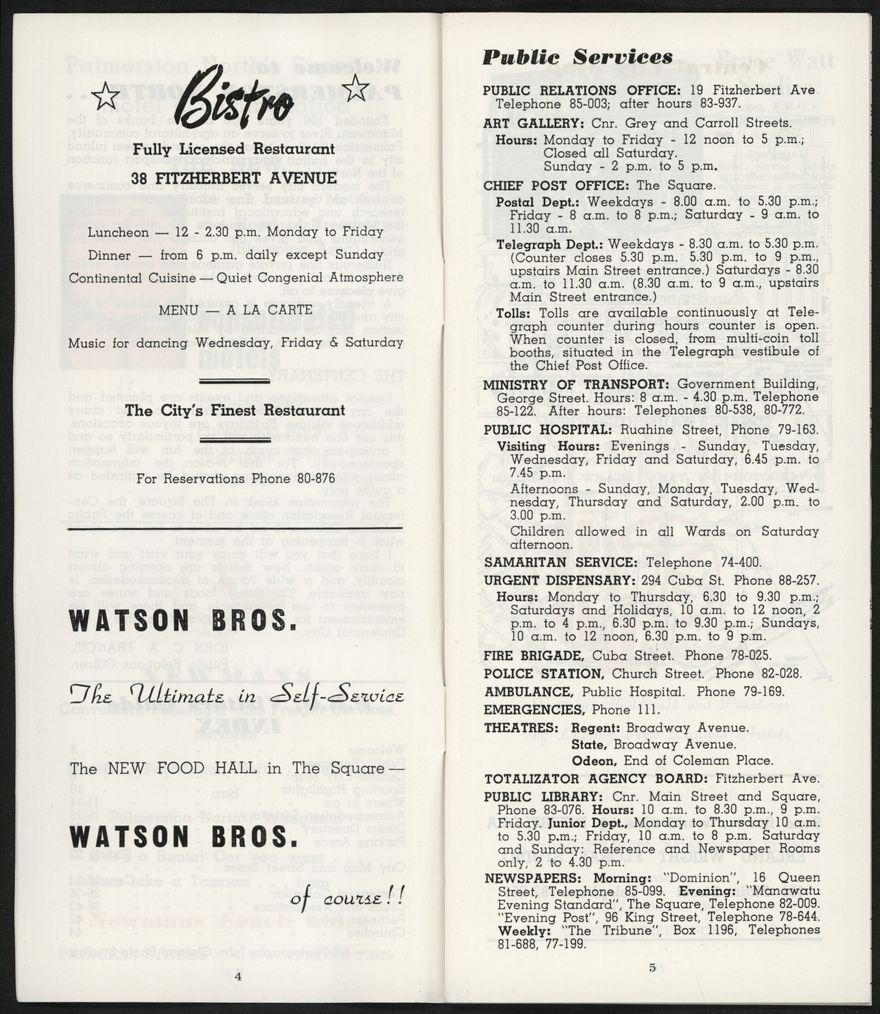 Bistro
Fully Licensed Restaurant
38 FITZHERBERT AVENUE
Luncheon — 12 - 2.30 p.m. Monday to Friday
Dinner — from 6 p.m. daily except Sunday
Continental Cuisine — Quiet Congenial Atmosphere
MENU — A LA CARTE
Music for dancing Wednesday, Friday & Saturday
The City's Finest Restaurant
For Reservations Phone 80-876
WATSON BROS.
The Ultimate in Self-Service
The NEW FOOD HALL in The Square —
WATSON BROS.
of course!!
4
Public Services
PUBLIC RELATIONS OFFICE: 19 Fitzherbert Ave
Telephone 85-003; after hours 83-937.
ART GALLERY: Cnr. Grey and Carroll Streets.
Hours: Monday to Friday - 12 noon to 5 p.m.;
Closed all Saturday.
Sunday - 2 p.m. to 5 p.m.
CHIEF POST OFFICE: The Square.
Postal Dept.: Weekdays - 8.00 a.m. to 5.30 p.m.;
Friday - 8 a.m. to 8 p.m.; Saturday - 9 a.m. to
11.30 a.m.
Telegraph Dept.: Weekdays - 8.30 a.m. to 5.30 p.m.
(Counter closes 5.30 p.m. 5.30 p.m. to 9 p.m.,
upstairs Main Street entrance.) Saturdays - 8.30
a.m. to 11.30 a.m. (8.30 a.m. to 9 a.m., upstairs
Main Street entrance.)
Tolls: Tolls are available continuously at Tele-
graph counter during hours counter is open.
When counter is closed, from multi-coin toll
booths, situated in the Telegraph vestibule of
the Chief Post Office.
MINISTRY OF TRANSPORT: Government Building,
George Street. Hours: 8 a.m. - 4.30 p.m. Telephone
85-122. After hours: Telephones 80-538, 80-772.
PUBLIC HOSPITAL: Ruahine Street, Phone 79-163.
Visiting Hours: Evenings - Sunday, Tuesday,
Wednesday, Friday and Saturday, 6.45 p.m. to
7.45 p.m.
Afternoons - Sunday, Monday, Tuesday, Wed-
nesday, Thursday and Saturday, 2.00 p.m. to
3.00 p.m.
Children allowed in all Wards on Saturday
afternoon.
SAMARITAN SERVICE: Telephone 74-400.
URGENT DISPENSARY: 294 Cuba St. Phone 88-257.
Hours: Monday to Thursday, 6.30 to 9.30 p.m.;
Saturdays and Holidays, 10 a.m. to 12 noon, 2
p.m. to 4 p.m., 6.30 p.m. to 9.30 p.m.; Sundays,
10 a.m. to 12 noon, 6.30 p.m. to 9 p.m.
FIRE BRIGADE, Cuba Street. Phone 78-025.
POLICE STATION, Church Street. Phone 82-028.
AMBULANCE, Public Hospital. Phone 79-169.
EMERGENCIES, Phone 111.
THEATRES: Regent: Broadway Avenue.
State, Broadway Avenue.
Odeon, End of Coleman Place.
TOTALIZATOR AGENCY BOARD: Fitzherbert Ave.
PUBLIC LIBRARY: Cnr. Main Street and Square,
Phone 83-076. Hours: 10 a.m. to 8.30 p.m., 9 p.m.
Friday. Junior Dept., Monday to Thursday 10 a.m.
to 5.30 p.m.; Friday, 10 a.m. to 8 p.m. Saturday
and Sunday: Reference and Newspaper Rooms
only, 2 to 4.30 p.m.
NEWSPAPERS: Morning: "Dominion", 16 Queen
Street, Telephone 85-099. Evening: "Manawatu
Evening Standard", The Square, Telephone 82-009.
"Evening Post", 96 King Street, Telephone 78-644.
Weekly: "The Tribune", Box 1196, Telephones
81-688, 77-199.
5